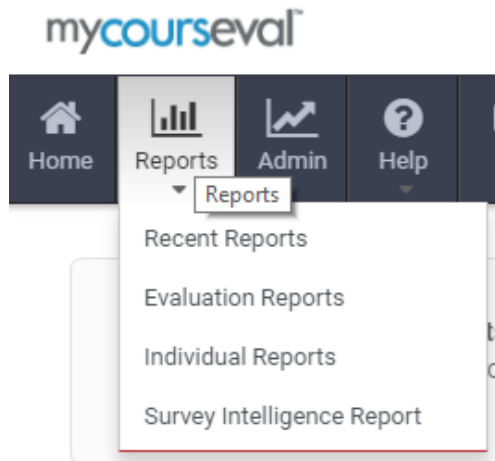 mycourseval
Home
Reports
Admin
Help
Reports
Recent Reports
Evaluation Reports
Individual Reports
Survey Intelligence Report